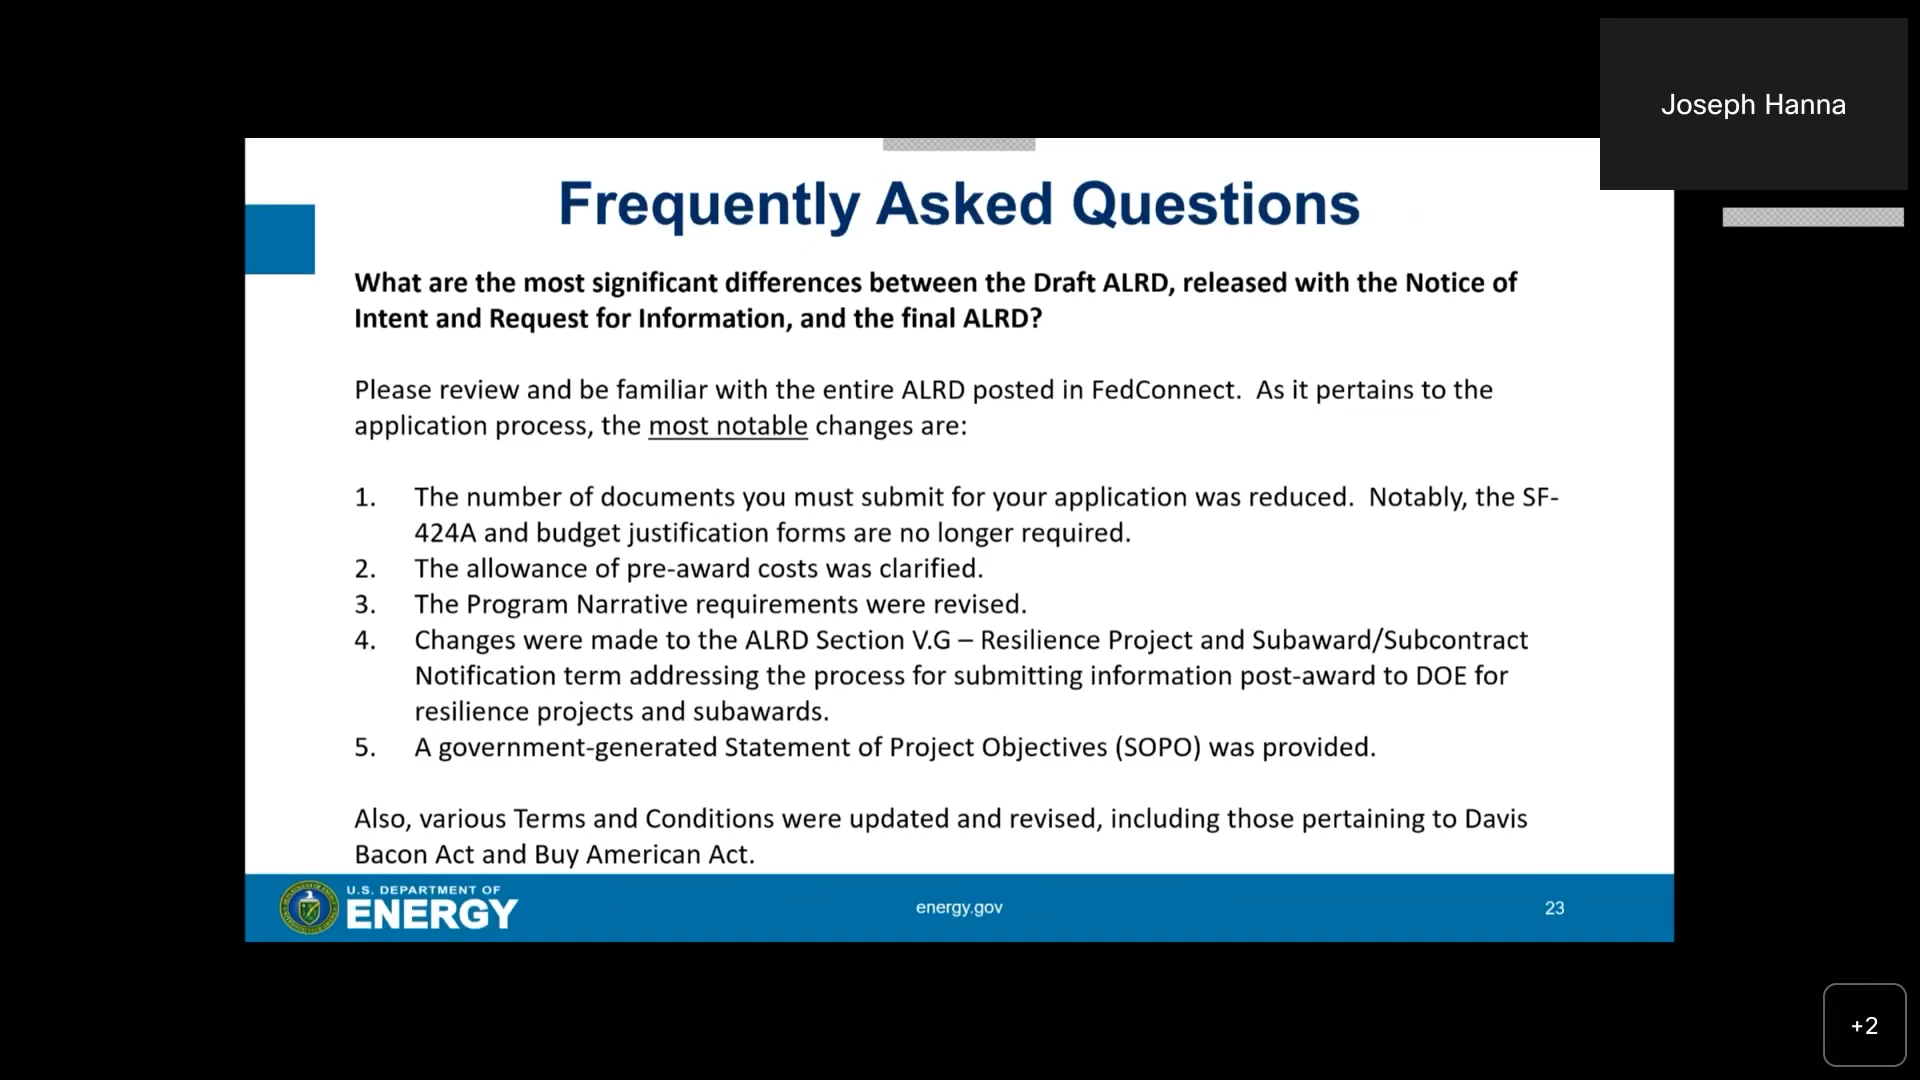 Joseph Hanna
Frequently Asked Questions
What are the most significant differences between the Draft ALRD, released with the Notice of
Intent and Request for Information, and the final ALRD?
Please review and be familiar with the entire ALRD posted in FedConnect.  As it pertains to the
application process, the most notable changes are:
1. The number of documents you must submit for your application was reduced.  Notably, the SF-
424A and budget justification forms are no longer required.
2. The allowance of pre-award costs was clarified.
3. The Program Narrative requirements were revised.
4. Changes were made to the ALRD Section V.G – Resilience Project and Subaward/Subcontract
Notification term addressing the process for submitting information post-award to DOE for
resilience projects and subawards.
5. A government-generated Statement of Project Objectives (SOPO) was provided.
Also, various Terms and Conditions were updated and revised, including those pertaining to Davis
Bacon Act and Buy American Act.
U.S. DEPARTMENT OF
ENERGY
energy.gov
23
+2